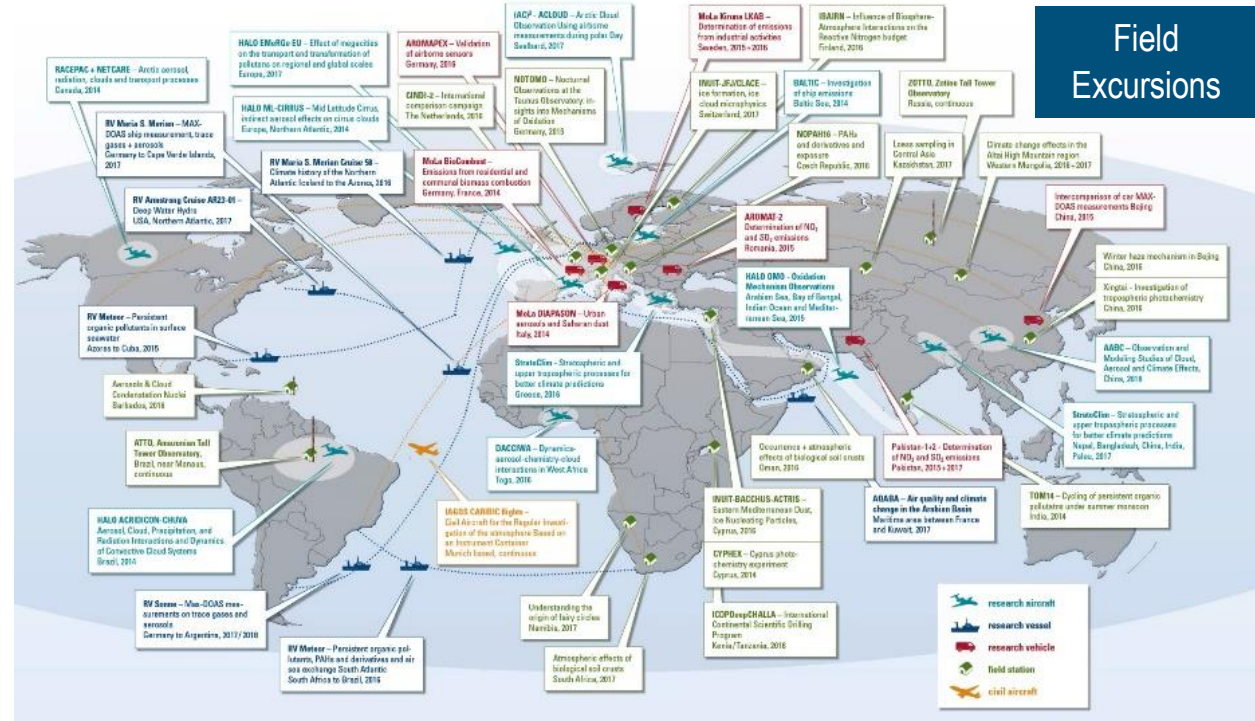 Field
Excursions
(AC)³ - ACLOUD – Arctic Cloud
Observation Using airborne
measurements during polar Day
Svalbard, 2017
MoLa Kiruna LKAB –
Determination of emissions
from industrial activities
Sweden, 2015+2016
IBAIRN – Influence of Biosphere-
Atmosphere Interactions on the
Reactive Nitrogen budget
Finland, 2016
HALO EMeRGe EU – Effect of megacities
on the transport and transformation of
pollutans on regional and global scales
Europe, 2017
AROMAPEX – Validation
of airborne sensors
Germany, 2016
RACEPAC + NETCARE – Arctic aerosol,
radiation, clouds and transport processes
Canada, 2014
NOTOMO – Nocturnal
Observations at the
Taunus Observatory: in-
sights into Mechanisms
of Oxidation
Germany, 2015
INUIT-JFJ/CLACE –
ice formation, ice
cloud microphysics
Switzerland, 2017
BALTIC – Investigation
of ship emissions
Baltic Sea, 2014
ZOTTO, Zotino Tall Tower
Observatory
Russia, continuous
CINDI-2 – International
comparison campaign
The Netherlands, 2016
HALO ML-CIRRUS – Mid Latitude Cirrus,
indirect aerosol effects on cirrus clouds
Europe, Northern Atlantic, 2014
RV Maria S. Merian – MAX-
DOAS ship measurement, trace
gases + aerosols
Germany to Cape Verde Islands,
2017
NOPAH16 – PAHs
and derivatives and
exposure
Czech Republic, 2016
Loess sampling in
Central Asia
Kazakhstan, 2017
Climate change effects in the
Altai High Mountain region
Western Mongolia, 2016+2017
RV Maria S. Merian Cruise 58 –
Climate history of the Northern
Atlantic Iceland to the Azores, 2016
MoLa BioCombust –
Emissions from residential and
communal biomass combustion
Germany, France, 2014
RV Armstrong Cruise AR23-01 –
Deep Water Hydro
USA, Northern Atlantic, 2017
Intercomparison of car MAX-
DOAS measurements Bejing
China, 2015
AROMAT-2
Determination of NO₂
and SO₂ emissions
Romania, 2015
Winter haze mechanism in Bejing
China, 2016
HALO OMO - Oxidation
Mechanism Observations
Arabian Sea, Bay of Bengal,
Indian Ocean and Mediter-
ranean Sea, 2015
Xingtai – Investigation of
tropospheric photochemistry
China, 2016
RV Meteor – Persistent
organic pollutants in surface
seawater
Azores to Cuba, 2015
MoLa DIAPASON – Urban
aerosols and Saharan dust
Italy, 2014
AABC – Observation and
Modeling Studies of Cloud,
Aerosol and Climate Effects,
China, 2016
StratoClim – Stratospheric and
upper tropospheric processes for
better climate predictions
Greece, 2016
Aerosols & Cloud
Condensation Nuclei
Barbados, 2016
StratoClim – Stratospheric and
upper tropospheric processes
for better climate predictions
Nepal, Bangladesh, China, India,
Palau, 2017
ATTO, Amazonian Tall
Tower Observatory,
Brazil, near Manaus,
continuous
DACCIWA – Dynamics-
aerosol-chemistry-cloud
interactions in West Africa
Togo, 2016
Occurrence + atmospheric
effects of biological soil crusts
Oman, 2016
Pakistan-1+2 - Determination
of NO₂ and SO₂ emissions
Pakistan, 2015+2017
HALO ACRIDICON-CHUVA
Aerosol, Cloud, Precipitation, and
Radiation Interactions and Dynamics
of Convective Cloud Systems
Brazil, 2014
IAGOS CARIBIC flights –
Civil Aircraft for the Regular Investi-
gation of the atmosphere Based on
an Instrument Container
Munich based, continuous
INUIT-BACCHUS-ACTRIS –
Eastern Mediterranean Dust,
Ice Nucleating Particles,
Cyprus, 2016
AQABA – Air quality and climate
change in the Arabian Basin
Maritime area between France
and Kuwait, 2017
TOM14 – Cycling of persistent organic
pollutants under summer monsoon
India, 2014
CYPHEX – Cyprus photo-
chemistry experiment
Cyprus, 2014
RV Sonne – Max-DOAS mea-
surements on trace gases and
aerosols
Germany to Argentina, 2017/2018
Understanding the
origin of fairy circles
Namibia, 2017
ICDPDeepCHALLA – International
Continental Scientific Drilling
Program
Kenia/Tanzania, 2016
RV Meteor – Persistent organic pol-
lutants, PAHs and derivatives and air
sea exchange South Atlantic
South Africa to Brazil, 2016
Atmospheric effects of
biological soil crusts
South Africa, 2017
research aircraft
research vessel
research vehicle
field station
civil aircraft